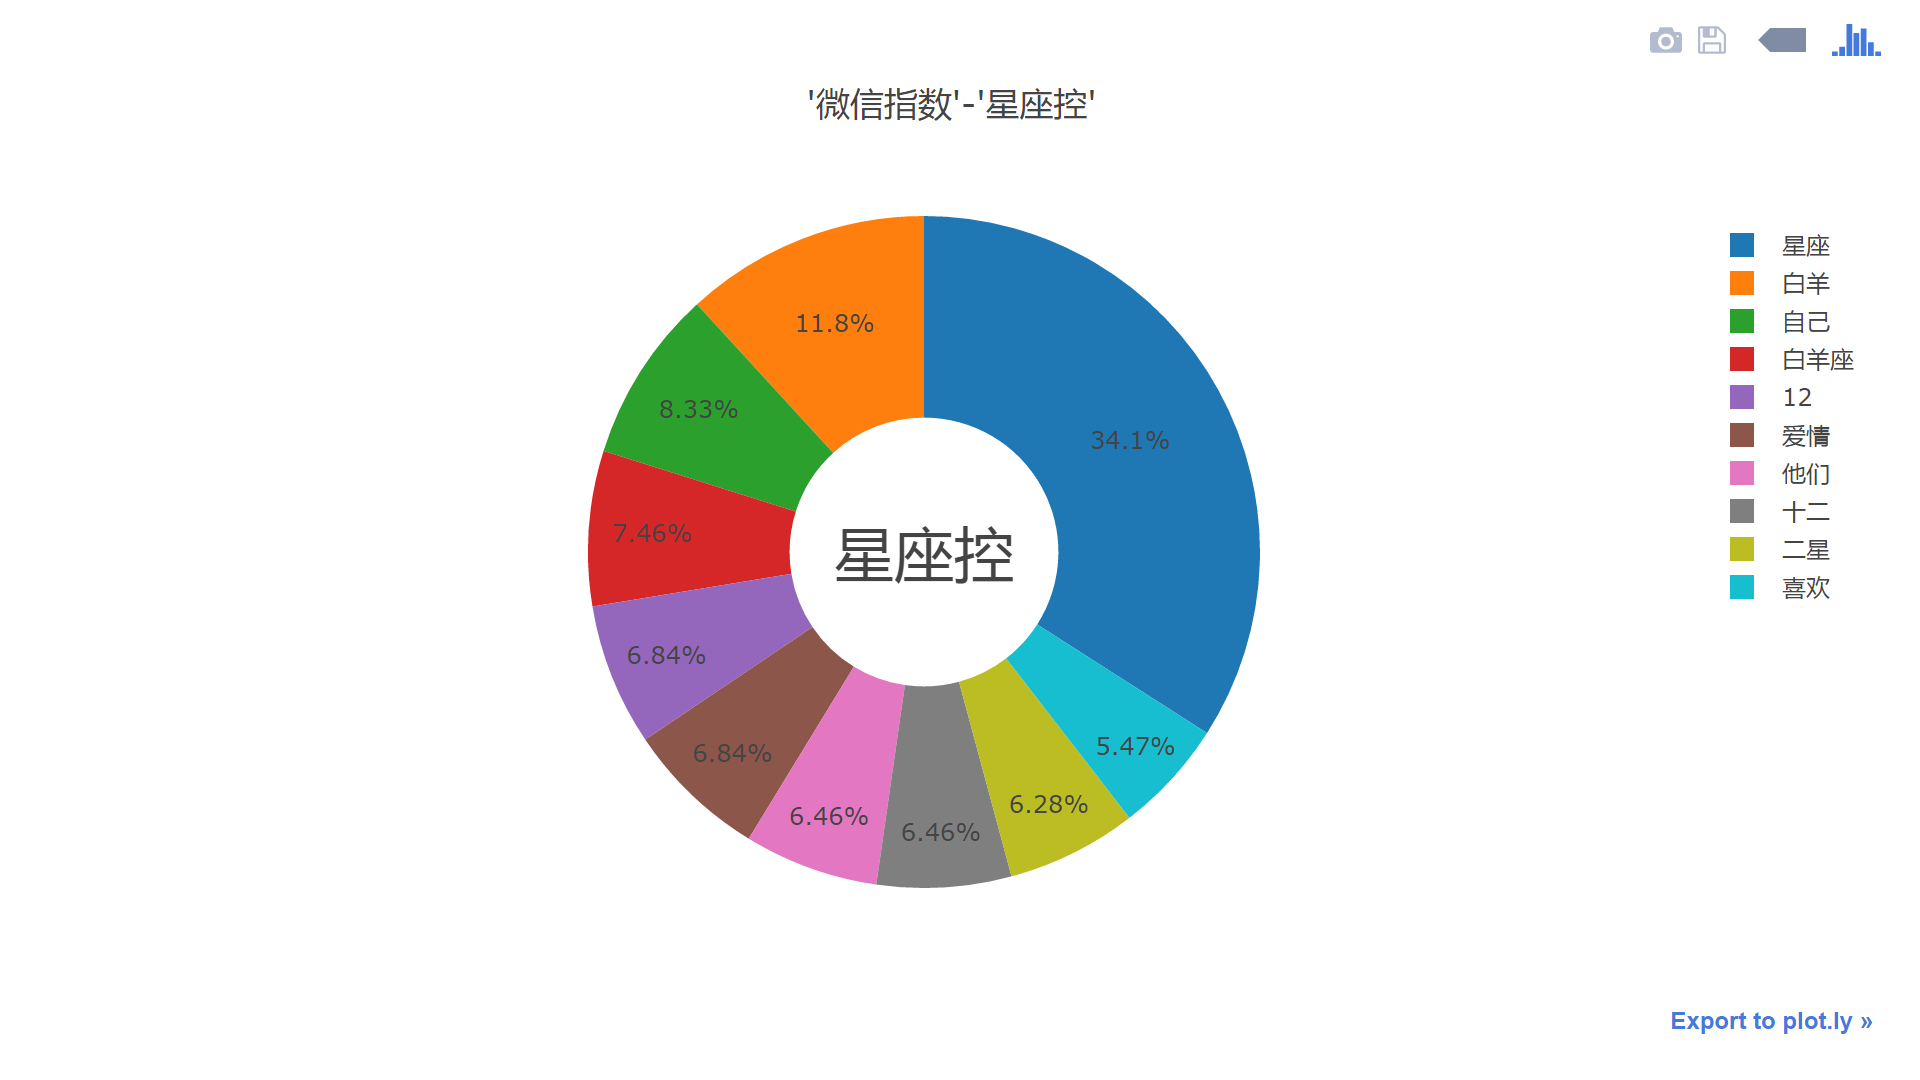 '微信指数'-'星座控'
11.8%
34.1%
8.33%
7.46%
6.84%
6.84%
6.46%
6.46%
6.28%
5.47%
星座控
星座
白羊
自己
白羊座
12
爱情
他们
十二
二星
喜欢
Export to plot.ly »